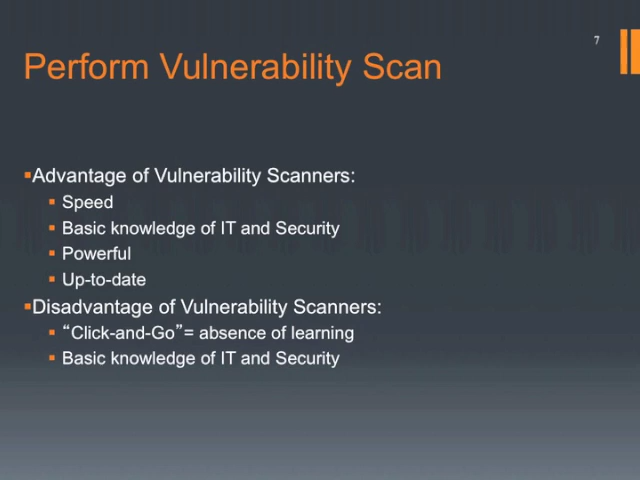 7
Perform Vulnerability Scan
▪Advantage of Vulnerability Scanners:
▪ Speed
▪ Basic knowledge of IT and Security
▪ Powerful
▪ Up-to-date
▪Disadvantage of Vulnerability Scanners:
▪ “Click-and-Go”= absence of learning
▪ Basic knowledge of IT and Security